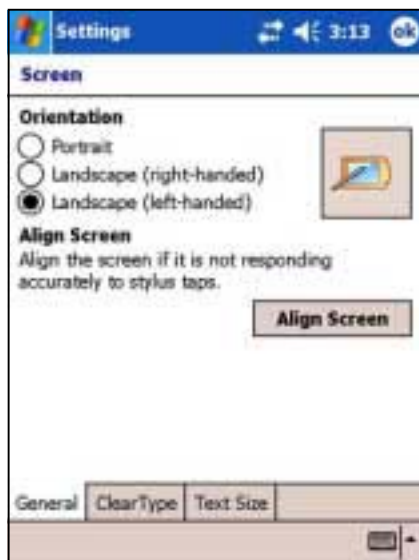 Settings 3:13 ok
Screen
Orientation
Portrait
Landscape (right-handed)
Landscape (left-handed)
Align Screen
Align the screen if it is not responding
accurately to stylus taps.
Align Screen
General ClearType Text Size